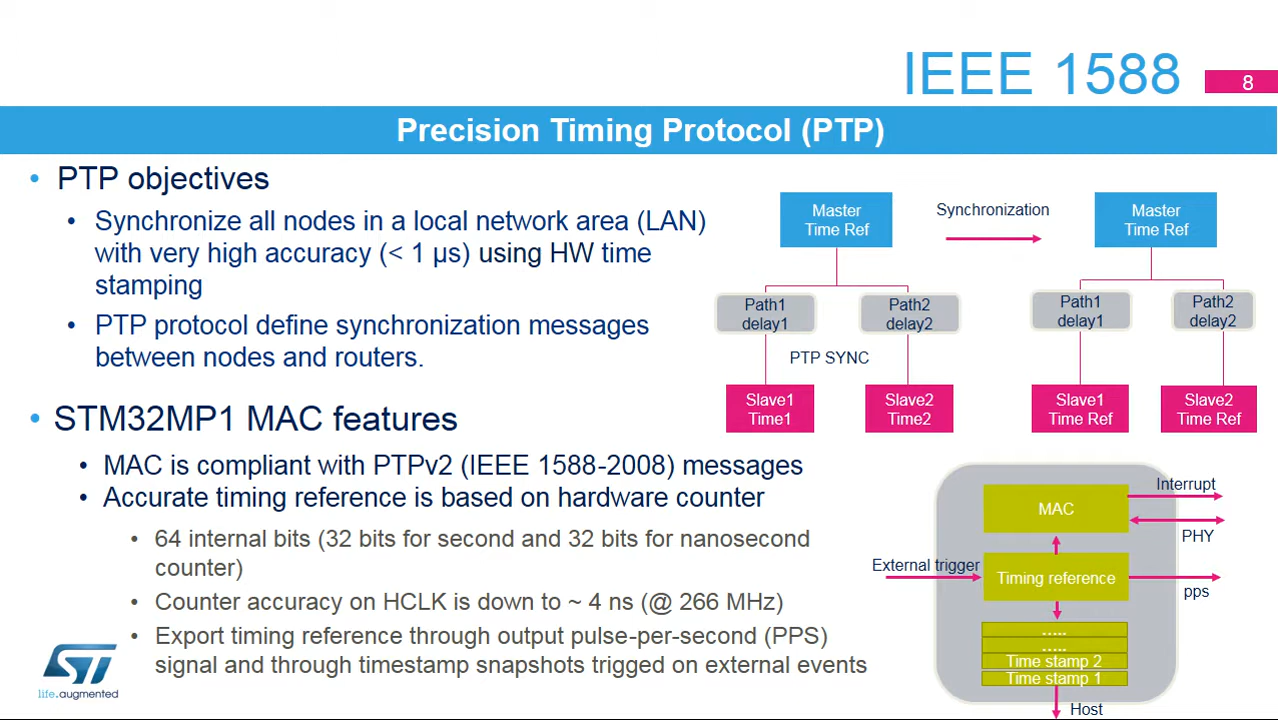 IEEE 1588
8
Precision Timing Protocol (PTP)
• PTP objectives
• Synchronize all nodes in a local network area (LAN)
with very high accuracy (< 1 μs) using HW time
stamping
• PTP protocol define synchronization messages
between nodes and routers.
• STM32MP1 MAC features
• MAC is compliant with PTPv2 (IEEE 1588-2008) messages
• Accurate timing reference is based on hardware counter
• 64 internal bits (32 bits for second and 32 bits for nanosecond
counter)
• Counter accuracy on HCLK is down to ~ 4 ns (@ 266 MHz)
• Export timing reference through output pulse-per-second (PPS)
signal and through timestamp snapshots trigged on external events
Master
Time Ref
Synchronization
Master
Time Ref
Path1
delay1
Path2
delay2
Path1
delay1
Path2
delay2
PTP SYNC
Slave1
Time1
Slave2
Time2
Slave1
Time Ref
Slave2
Time Ref
Interrupt
MAC
PHY
External trigger
Timing reference
pps
.....
.....
Time stamp 2
Time stamp 1
Host
ST
life.augmented